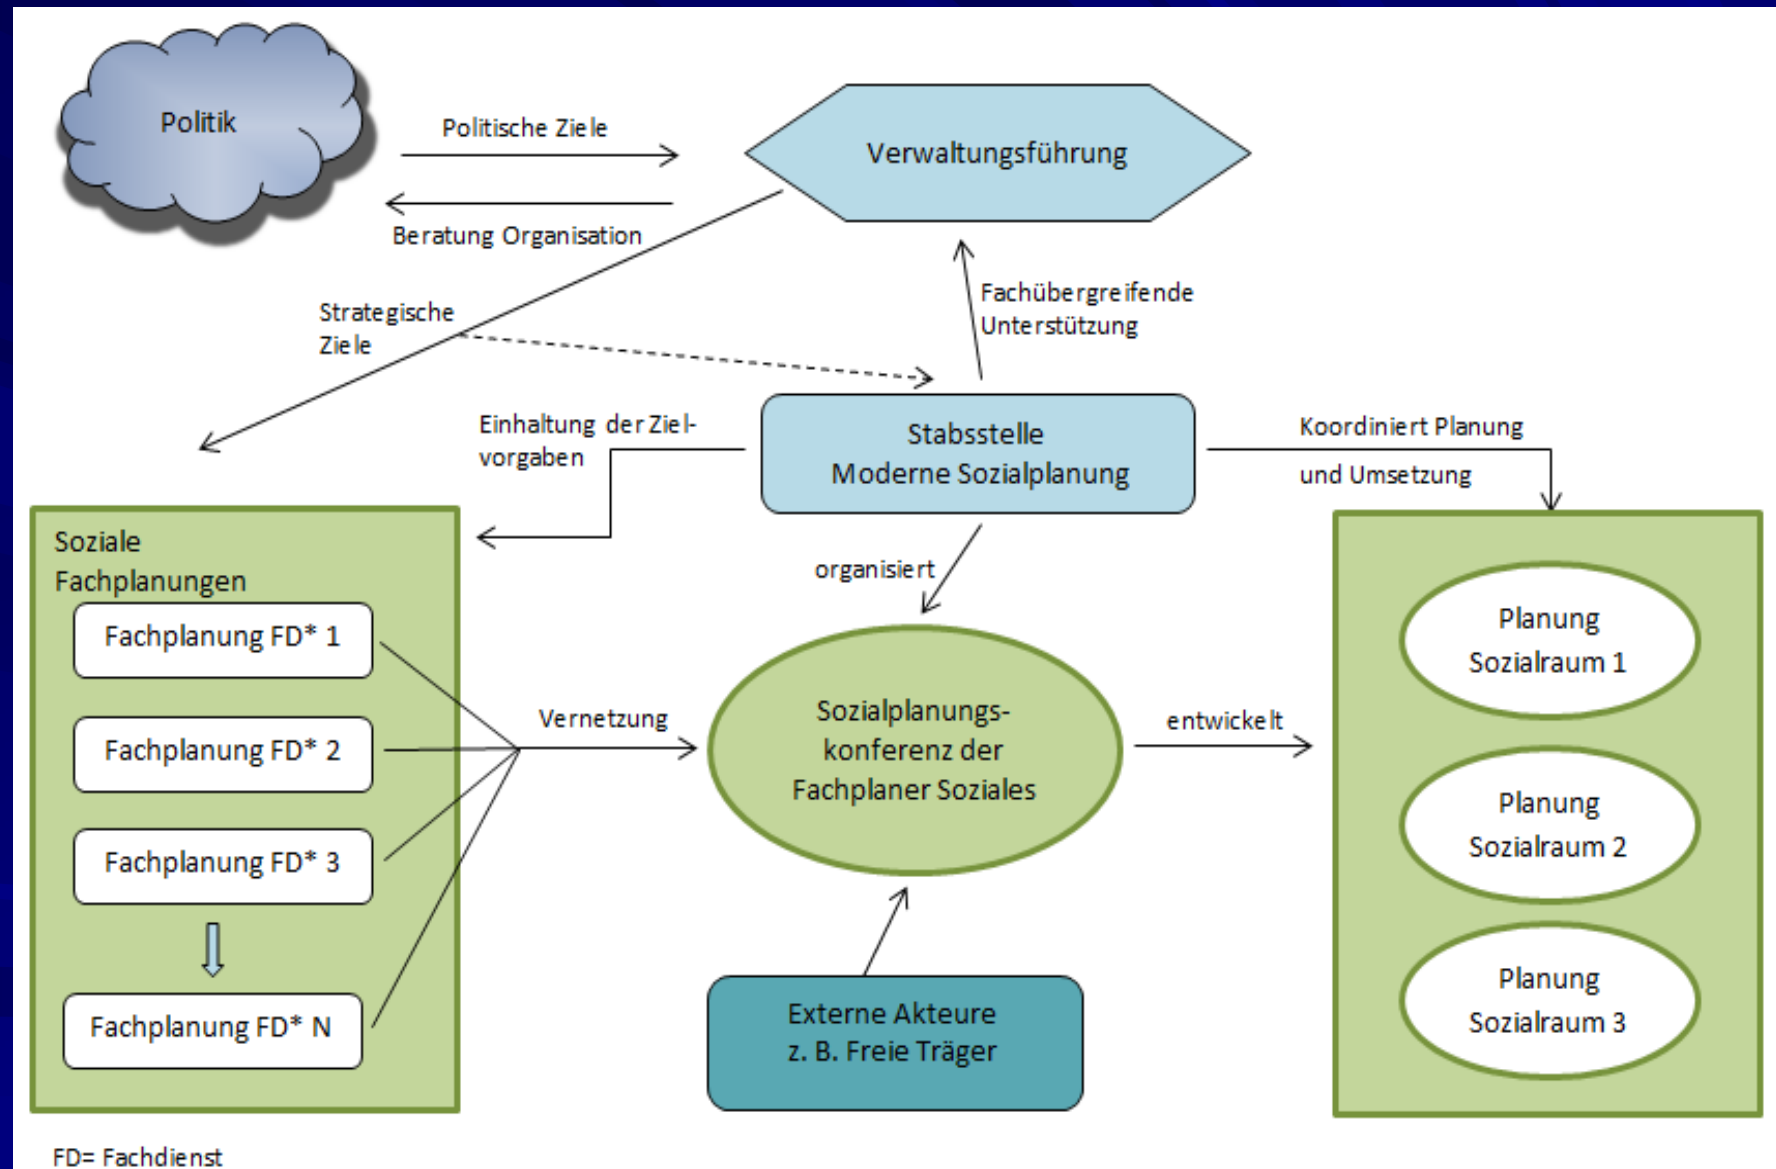 Politik
Politische Ziele
Verwaltungsführung
Beratung Organisation
Strategische
Ziele
Fachübergreifende
Unterstützung
Einhaltung der Ziel-
vorgaben
Stabsstelle
Moderne Sozialplanung
Koordiniert Planung
und Umsetzung
Soziale
Fachplanungen
Fachplanung FD* 1
Fachplanung FD* 2
Fachplanung FD* 3
Fachplanung FD* N
Vernetzung
organisiert
Sozialplanungs-
konferenz der
Fachplaner Soziales
entwickelt
Planung
Sozialraum 1
Planung
Sozialraum 2
Planung
Sozialraum 3
Externe Akteure
z. B. Freie Träger
FD= Fachdienst